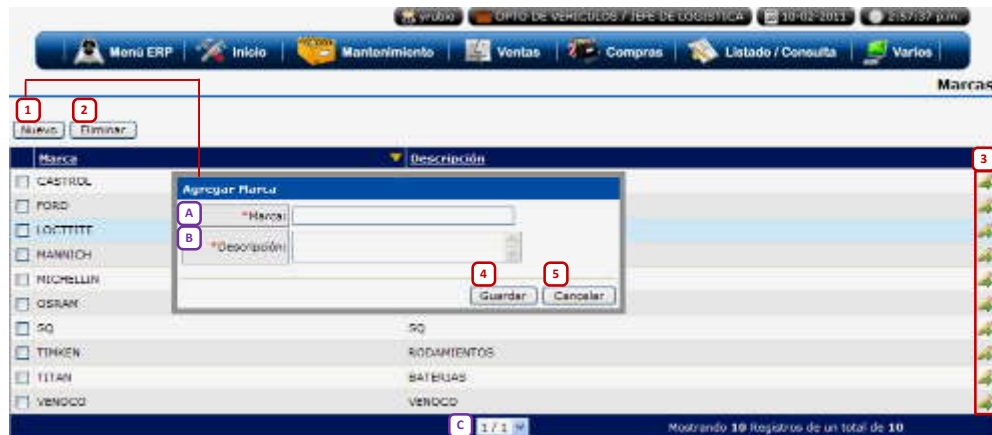 yrubio DPTO DE VEHICULOS / JEFE DE LOGISTICA 10-02-2011 2:57:37 p.m.
Menú ERP Inicio Mantenimiento Ventas Compras Listado / Consulta Varios
Marcas
1 2
Nuevo Eliminar
Marca Descripción 3
CASTROL
Agregar Marca
A *Marca:
FORD
B *Descripción:
LOCTTITE
MANNICH
MICHELLIN
4 5
Guardar Cancelar
OSRAM
SQ SQ
TIMKEN RODAMIENTOS
TITAN BATERIAS
VENOCO VENOCO
C 1 / 1 Mostrando 10 Registros de un total de 10